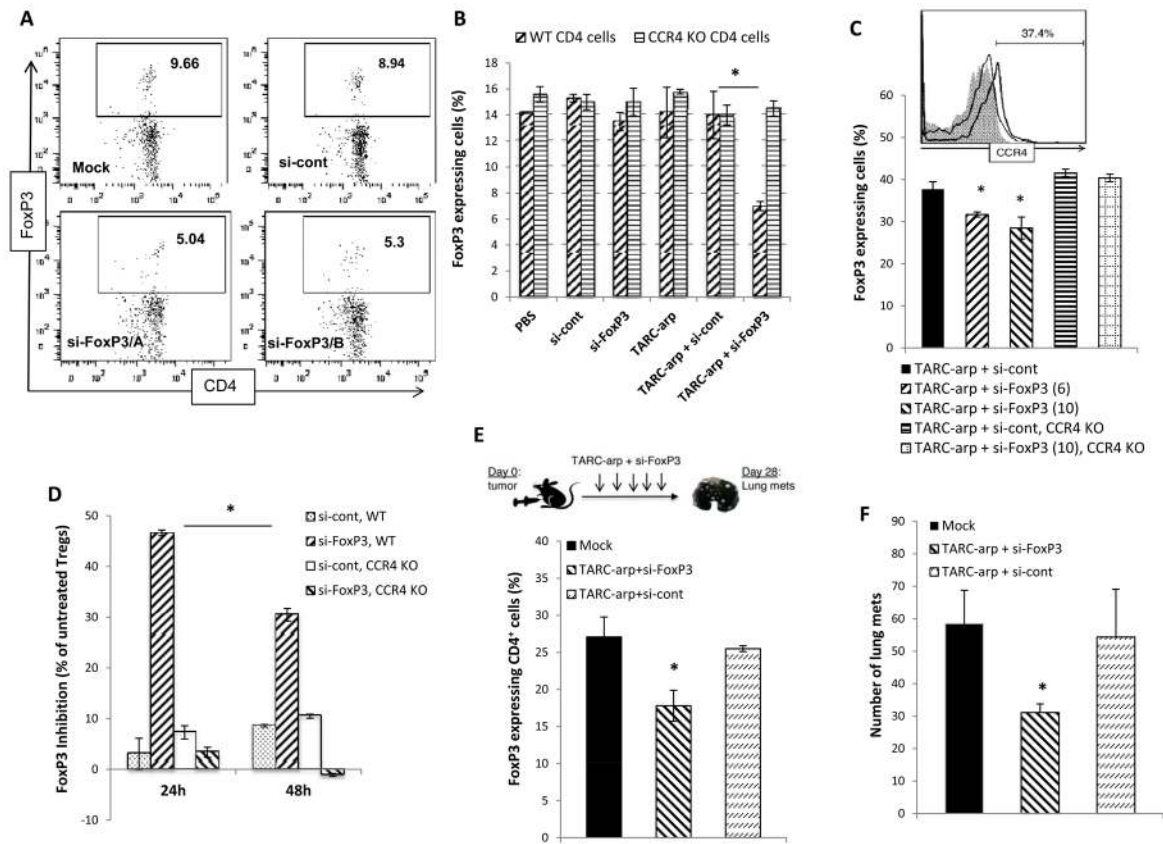 A
9.66
8.94
Mock
si-cont
5.04
5.3
si-FoxP3/A
si-FoxP3/B
FoxP3
CD4
B
WT CD4 cells
CCR4 KO CD4 cells
*
FoxP3 expressing cells (%)
18
16
14
12
10
8
6
4
2
0
PBS
si-cont
si-FoxP3
TARC-arp
TARC-arp + si-cont
TARC-arp + si-FoxP3
C
37.4%
CCR4
FoxP3 expressing cells (%)
60
50
40
30
20
10
0
*
*
TARC-arp + si-cont
TARC-arp + si-FoxP3 (6)
TARC-arp + si-FoxP3 (10)
TARC-arp + si-cont, CCR4 KO
TARC-arp + si-FoxP3 (10), CCR4 KO
D
FoxP3 Inhibition (% of untreated Tregs)
50
40
30
20
10
0
-10
*
si-cont, WT
si-FoxP3, WT
si-cont, CCR4 KO
si-FoxP3, CCR4 KO
24h
48h
E
Day 0:
tumor
TARC-arp + si-FoxP3
Day 28:
Lung mets
FoxP3 expressing CD4⁺ cells (%)
40
35
30
25
20
15
10
5
0
Mock
TARC-arp+si-FoxP3
TARC-arp+si-cont
*
F
Number of lung mets
90
80
70
60
50
40
30
20
10
0
Mock
TARC-arp + si-FoxP3
TARC-arp + si-cont
*